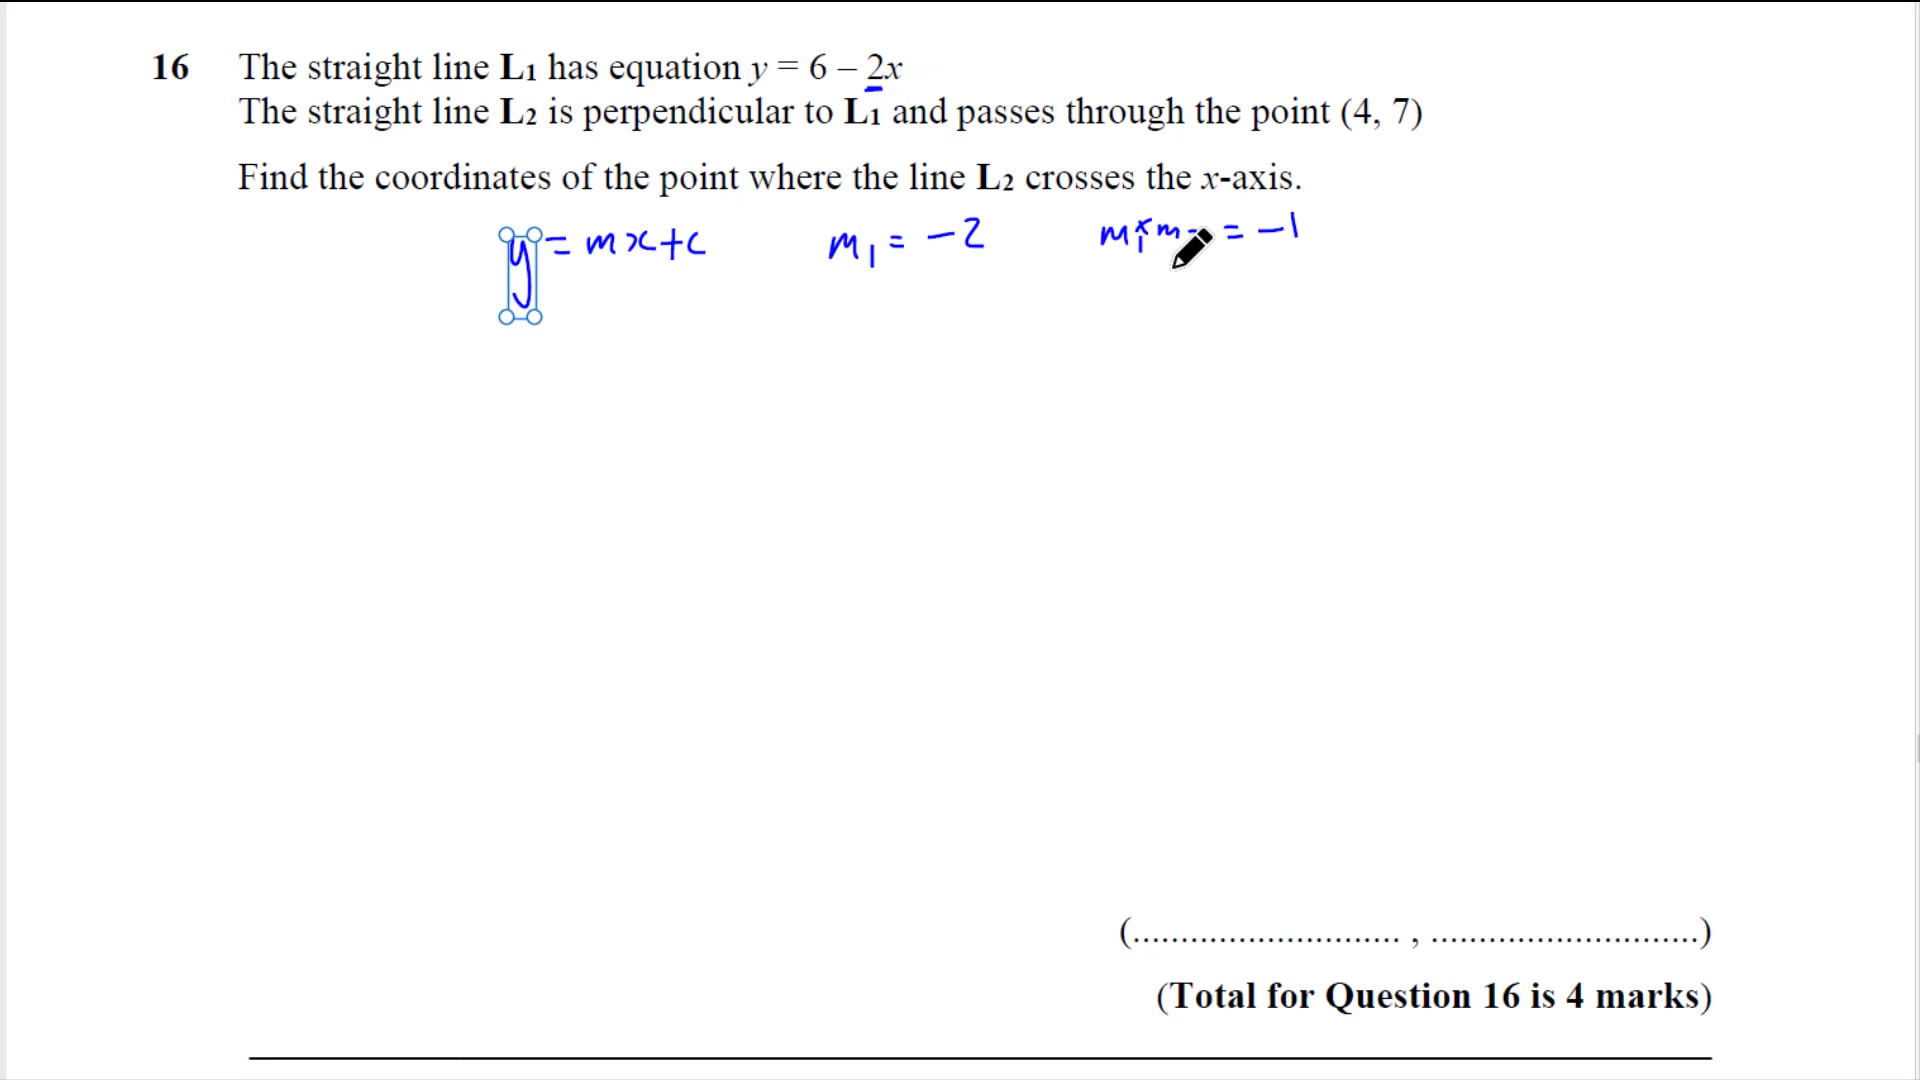 16 The straight line L1 has equation y = 6 – 2x
The straight line L2 is perpendicular to L1 and passes through the point (4, 7)
Find the coordinates of the point where the line L2 crosses the x-axis.
y = mx+c m₁ = -2 m₁ × m = -1
(............................ , ............................)
(Total for Question 16 is 4 marks)